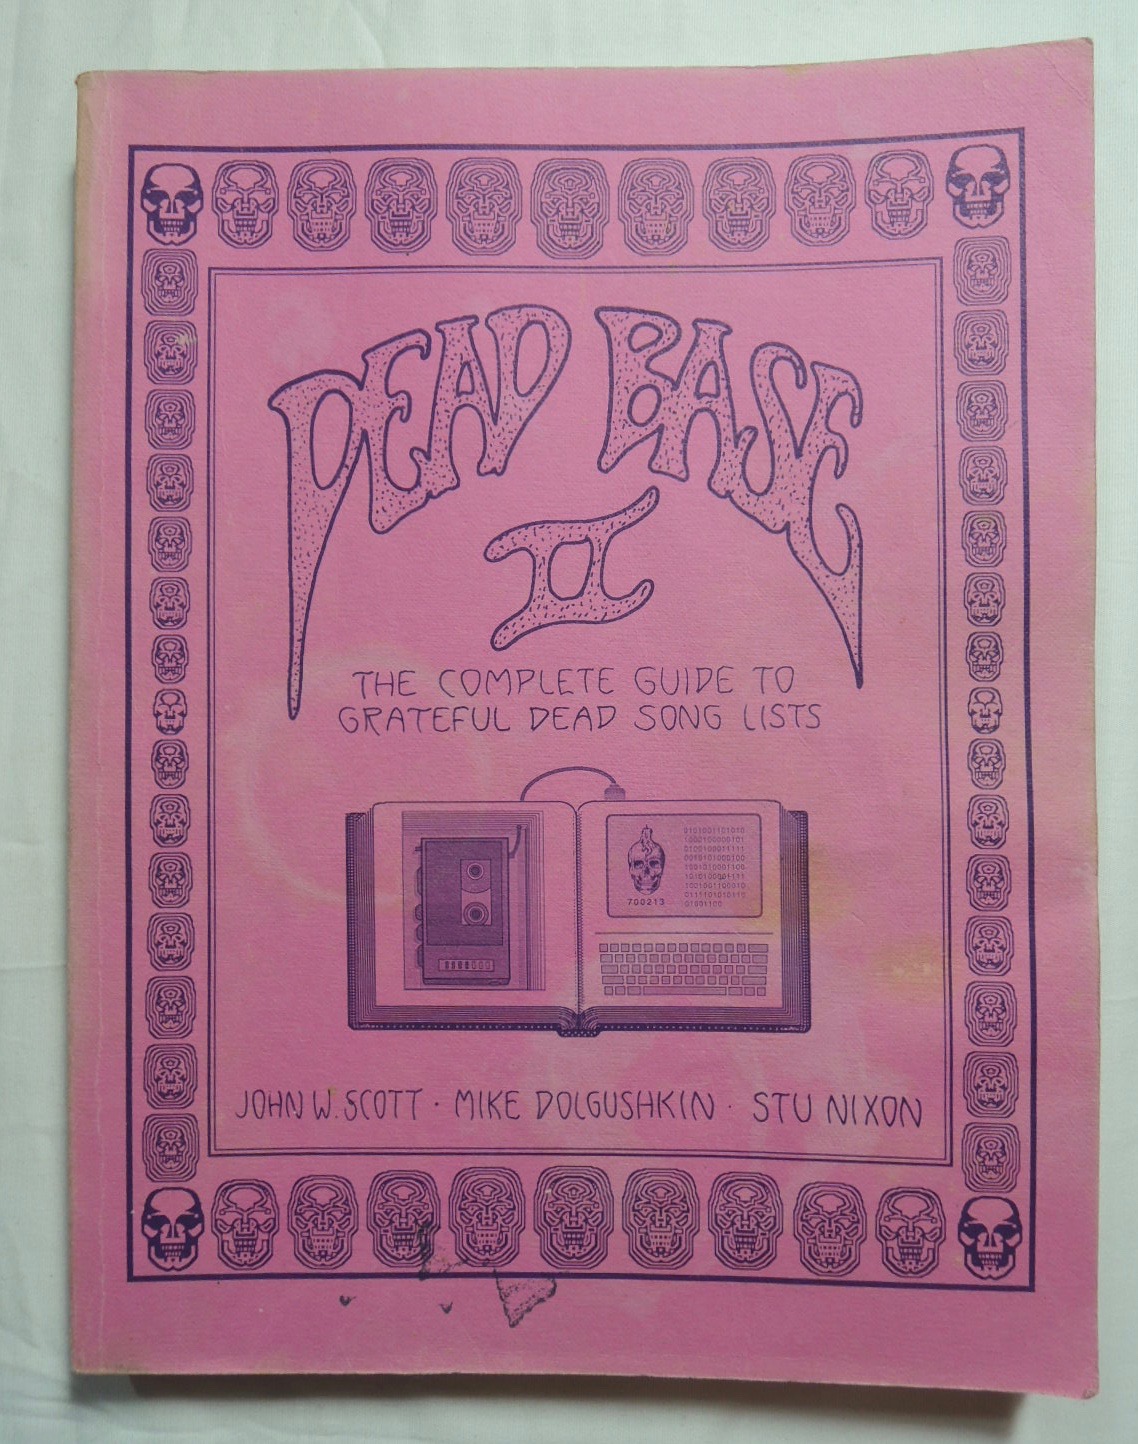 DEAD BASE
II
THE COMPLETE GUIDE TO
GRATEFUL DEAD SONG LISTS
700213
JOHN W. SCOTT · MIKE DOLGUSHKIN · STU NIXON